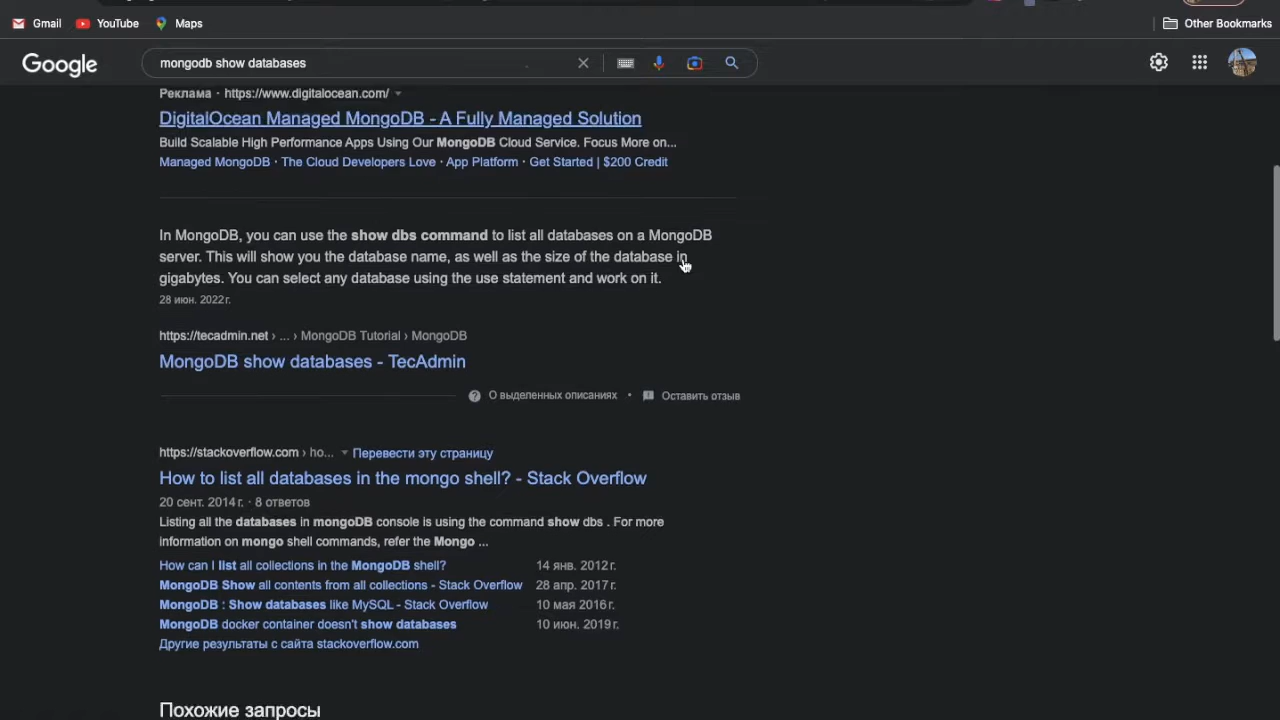 Gmail YouTube Maps Other Bookmarks
Google mongodb show databases
Реклама · https://www.digitalocean.com/
DigitalOcean Managed MongoDB - A Fully Managed Solution
Build Scalable High Performance Apps Using Our MongoDB Cloud Service. Focus More on...
Managed MongoDB · The Cloud Developers Love · App Platform · Get Started | $200 Credit
In MongoDB, you can use the show dbs command to list all databases on a MongoDB
server. This will show you the database name, as well as the size of the database in
gigabytes. You can select any database using the use statement and work on it.
28 июн. 2022 г.
https://tecadmin.net › ... › MongoDB Tutorial › MongoDB
MongoDB show databases - TecAdmin
О выделенных описаниях • Оставить отзыв
https://stackoverflow.com › ho... Перевести эту страницу
How to list all databases in the mongo shell? - Stack Overflow
20 сент. 2014 г. · 8 ответов
Listing all the databases in mongoDB console is using the command show dbs . For more
information on mongo shell commands, refer the Mongo ...
How can I list all collections in the MongoDB shell? 14 янв. 2012 г.
MongoDB Show all contents from all collections - Stack Overflow 28 апр. 2017 г.
MongoDB : Show databases like MySQL - Stack Overflow 10 мая 2016 г.
MongoDB docker container doesn't show databases 10 июн. 2019 г.
Другие результаты с сайта stackoverflow.com
Похожие запросы